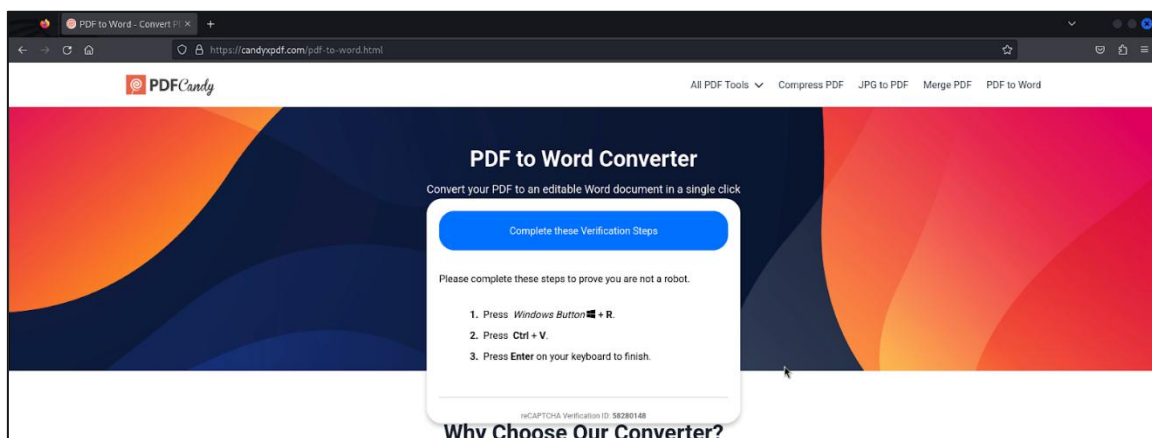 PDF to Word - Convert P
https://candyxpdf.com/pdf-to-word.html
PDFCandy
All PDF Tools
Compress PDF
JPG to PDF
Merge PDF
PDF to Word
PDF to Word Converter
Convert your PDF to an editable Word document in a single click
Complete these Verification Steps
Please complete these steps to prove you are not a robot.
1. Press Windows Button + R.
2. Press Ctrl + V.
3. Press Enter on your keyboard to finish.
reCAPTCHA Verification ID: 58280148
Why Choose Our Converter?